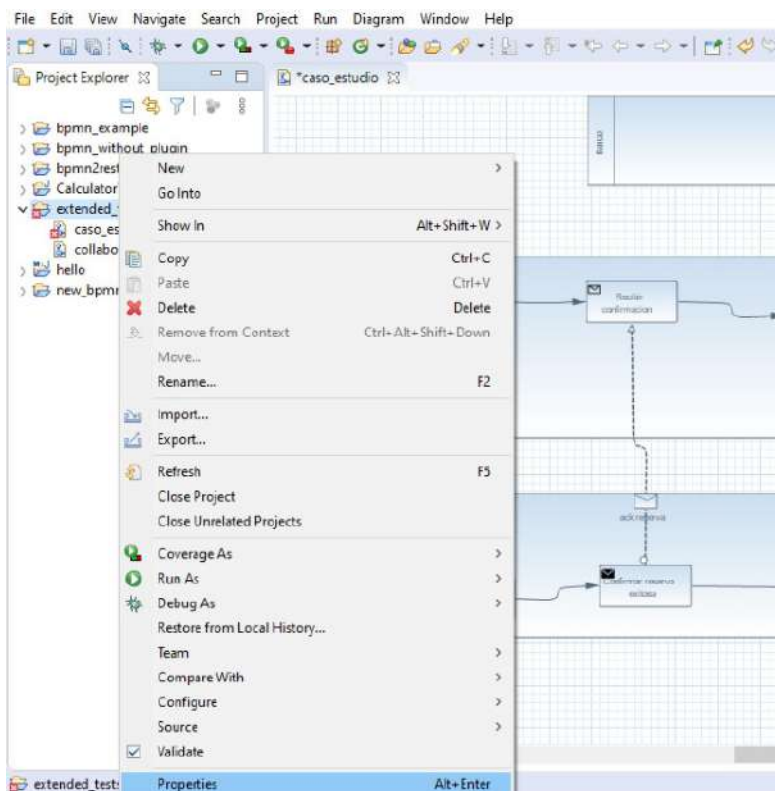 File Edit View Navigate Search Project Run Diagram Window Help
Project Explorer
*caso_estudio
bpmn_example
bpmn_without_plugin
bpmn2rest
Calculator
extended_
caso_es
collabo
hello
new_bpmn
New
Go Into
Show In Alt+Shift+W
Copy Ctrl+C
Paste Ctrl+V
Delete Delete
Remove from Context Ctrl+Alt+Shift+Down
Move...
Rename... F2
Import...
Export...
Refresh F5
Close Project
Close Unrelated Projects
Coverage As
Run As
Debug As
Restore from Local History...
Team
Compare With
Configure
Source
Validate
Properties Alt+Enter
confirmacion
ack reserva
Confirmar reserva
exitosa
extended_tests